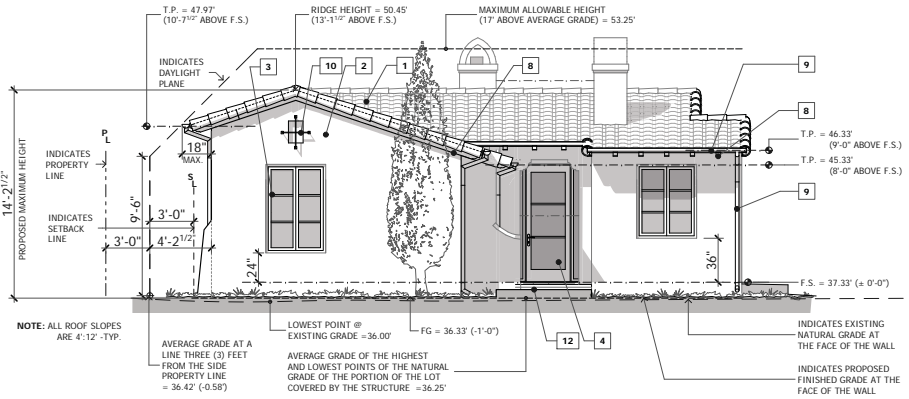 T.P. = 47.97'
(10'-7 1/2" ABOVE F.S.)
RIDGE HEIGHT = 50.45'
(13'-1 1/2" ABOVE F.S.)
MAXIMUM ALLOWABLE HEIGHT
(17' ABOVE AVERAGE GRADE) = 53.25'
INDICATES
DAYLIGHT
PLANE
3
10
2
1
8
9
8
T.P. = 46.33'
(9'-0" ABOVE F.S.)
T.P. = 45.33'
(8'-0" ABOVE F.S.)
9
14'-2 1/2"
PROPOSED MAXIMUM HEIGHT
PL
INDICATES
PROPERTY
LINE
INDICATES
SETBACK
LINE
18"
MAX.
SL
9'-6"
3'-0"
3'-0"
4'-2 1/2"
24"
36"
F.S. = 37.33' (± 0'-0")
NOTE: ALL ROOF SLOPES
ARE 4':12' -TYP.
AVERAGE GRADE AT A
LINE THREE (3) FEET
FROM THE SIDE
PROPERTY LINE
= 36.42' (-0.58')
LOWEST POINT @
EXISTING GRADE =36.00'
FG = 36.33' (-1'-0")
AVERAGE GRADE OF THE HIGHEST
AND LOWEST POINTS OF THE NATURAL
GRADE OF THE PORTION OF THE LOT
COVERED BY THE STRUCTURE =36.25'
12
4
INDICATES EXISTING
NATURAL GRADE AT
THE FACE OF THE WALL
INDICATES PROPOSED
FINISHED GRADE AT THE
FACE OF THE WALL